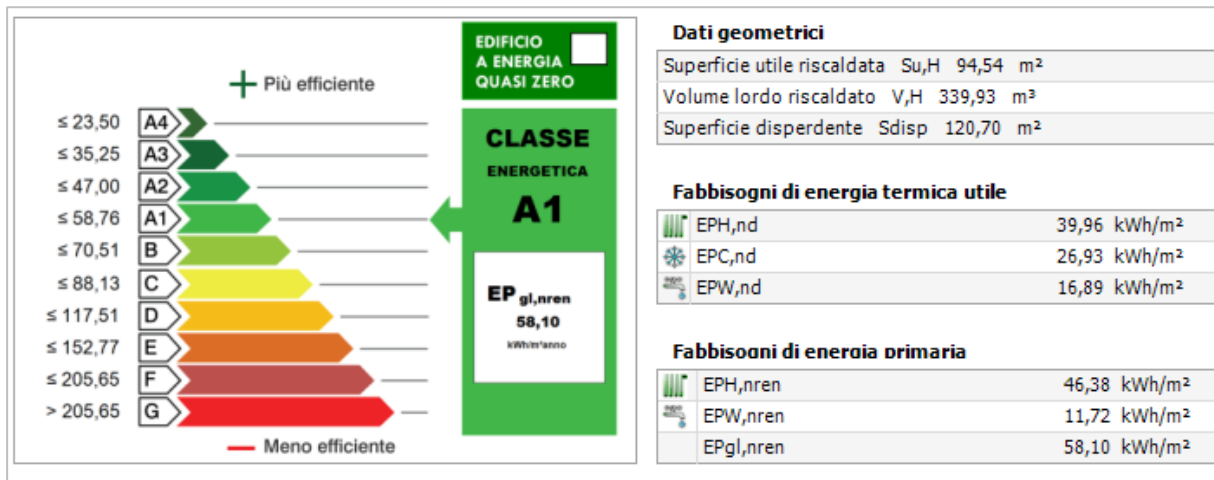 EDIFICIO
A ENERGIA
QUASI ZERO
Più efficiente
≤ 23,50 A4
≤ 35,25 A3
≤ 47,00 A2
≤ 58,76 A1
≤ 70,51 B
≤ 88,13 C
≤ 117,51 D
≤ 152,77 E
≤ 205,65 F
> 205,65 G
Meno efficiente
CLASSE
ENERGETICA
A1
EP gl,nren
58,10
kWh/m²anno
Dati geometrici
Superficie utile riscaldata Su,H 94,54 m²
Volume lordo riscaldato V,H 339,93 m³
Superficie disperdente Sdisp 120,70 m²
Fabbisogni di energia termica utile
EPH,nd 39,96 kWh/m²
EPC,nd 26,93 kWh/m²
EPW,nd 16,89 kWh/m²
Fabbisogni di energia primaria
EPH,nren 46,38 kWh/m²
EPW,nren 11,72 kWh/m²
EPgl,nren 58,10 kWh/m²